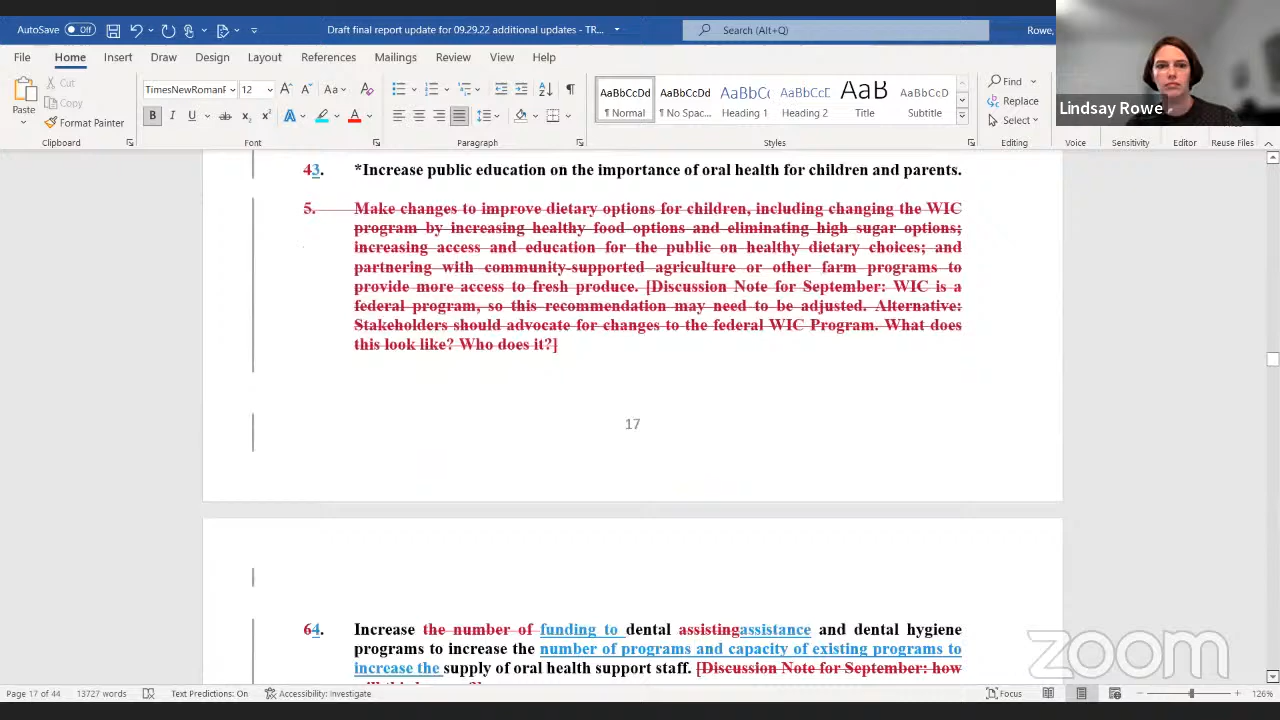 AutoSave Off Draft final report update for 09.29.22 additional updates - TR... Search (Alt+Q) Rowe,
File Home Insert Draw Design Layout References Mailings Review View Help
Paste Cut Copy Format Painter
TimesNewRomanP 12 Aa
B I U ab x2 x2 A A
AaBbCcDd AaBbCcDd AaBbCc AaBbCcE AaB AaBbCcD
¶ Normal ¶ No Spac... Heading 1 Heading 2 Title Subtitle
Find Replace Select
Clipboard Font Paragraph Styles Editing Voice Sensitivity Editor Reuse Files
Lindsay Rowe
43. *Increase public education on the importance of oral health for children and parents.
5. Make changes to improve dietary options for children, including changing the WIC
program by increasing healthy food options and eliminating high sugar options;
increasing access and education for the public on healthy dietary choices; and
partnering with community-supported agriculture or other farm programs to
provide more access to fresh produce. [Discussion Note for September: WIC is a
federal program, so this recommendation may need to be adjusted. Alternative:
Stakeholders should advocate for changes to the federal WIC Program. What does
this look like? Who does it?]
17
64. Increase the number of funding to dental assistingassistance and dental hygiene
programs to increase the number of programs and capacity of existing programs to
increase the supply of oral health support staff. [Discussion Note for September: how
zoom
Page 17 of 44 13727 words Text Predictions: On Accessibility: Investigate Focus 126%